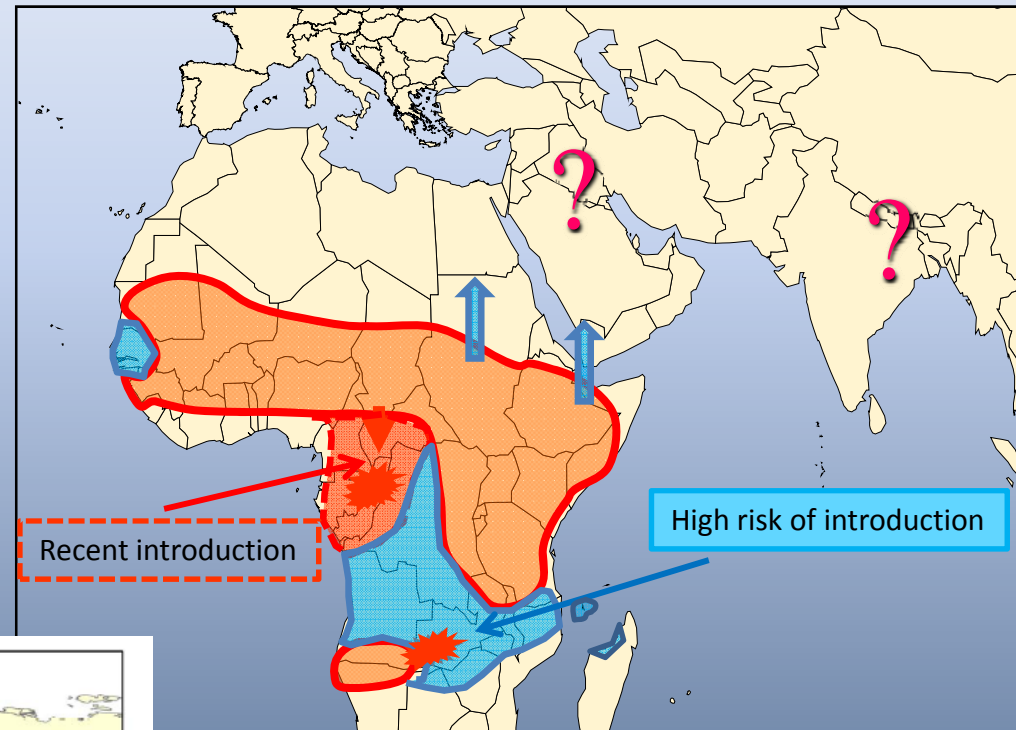 ?
?
Recent introduction
High risk of introduction